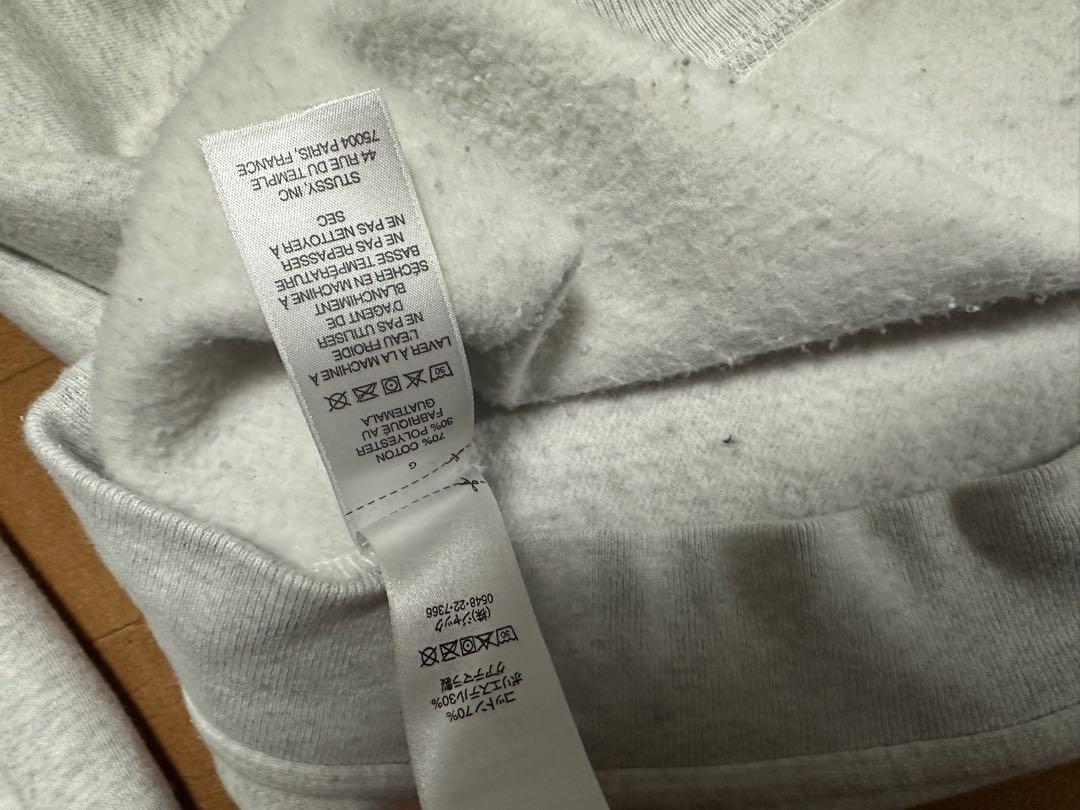 コットン70%
ポリエステル30%
グアテマラ製
30
(株)ジャック
0548-22-7366
G
70% COTTON
30% POLYESTER
FABRIQUÉ AU
GUATEMALA
30
LAVER À LA MACHINE À
L'EAU FROIDE
NE PAS UTILISER
D'AGENT DE
BLANCHIMENT
SÉCHER EN MACHINE À
BASSE TEMPÉRATURE
NE PAS REPASSER
NE PAS NETTOYER À
SEC
STUSSY, INC
44 RUE DU TEMPLE
75004 PARIS, FRANCE